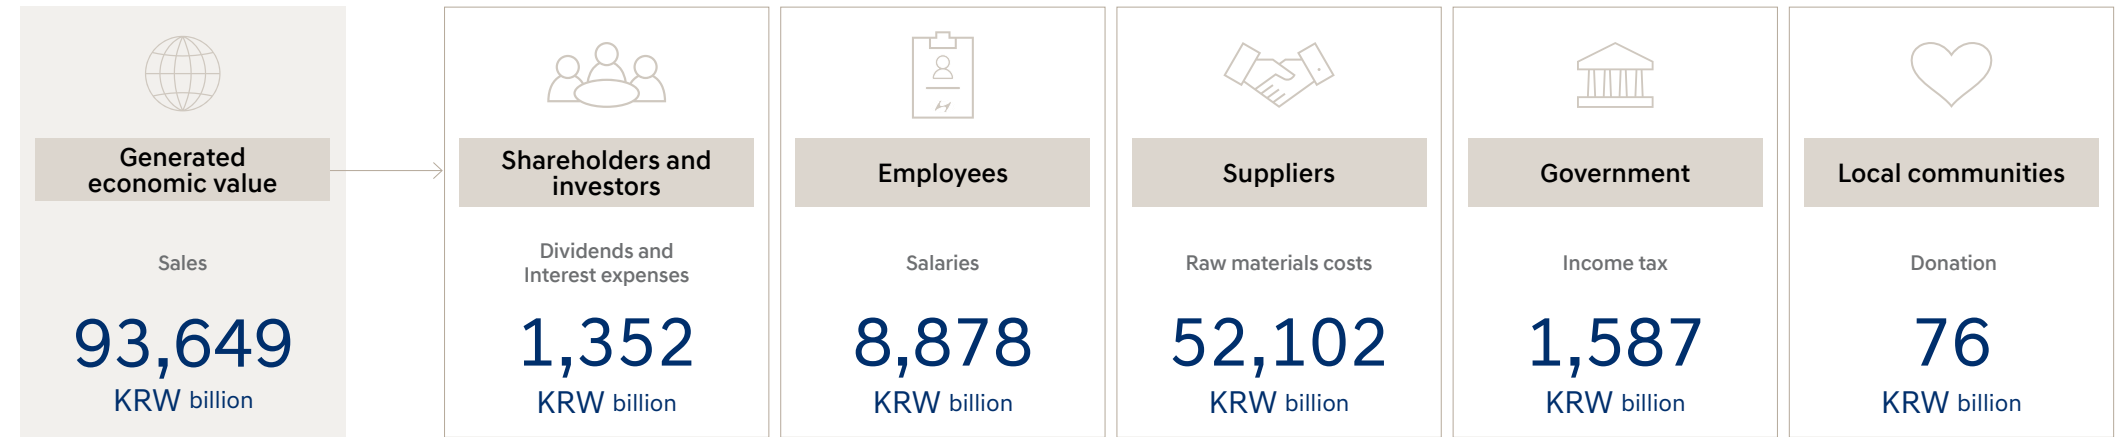 Generated
economic value
Sales
93,649
KRW billion
Shareholders and
investors
Dividends and
Interest expenses
1,352
KRW billion
Employees
Salaries
8,878
KRW billion
Suppliers
Raw materials costs
52,102
KRW billion
Government
Income tax
1,587
KRW billion
Local communities
Donation
76
KRW billion